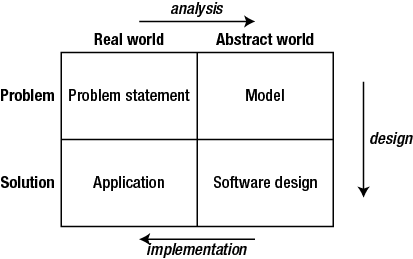 analysis
Real world Abstract world
Problem Problem statement Model
design
Solution Application Software design
implementation